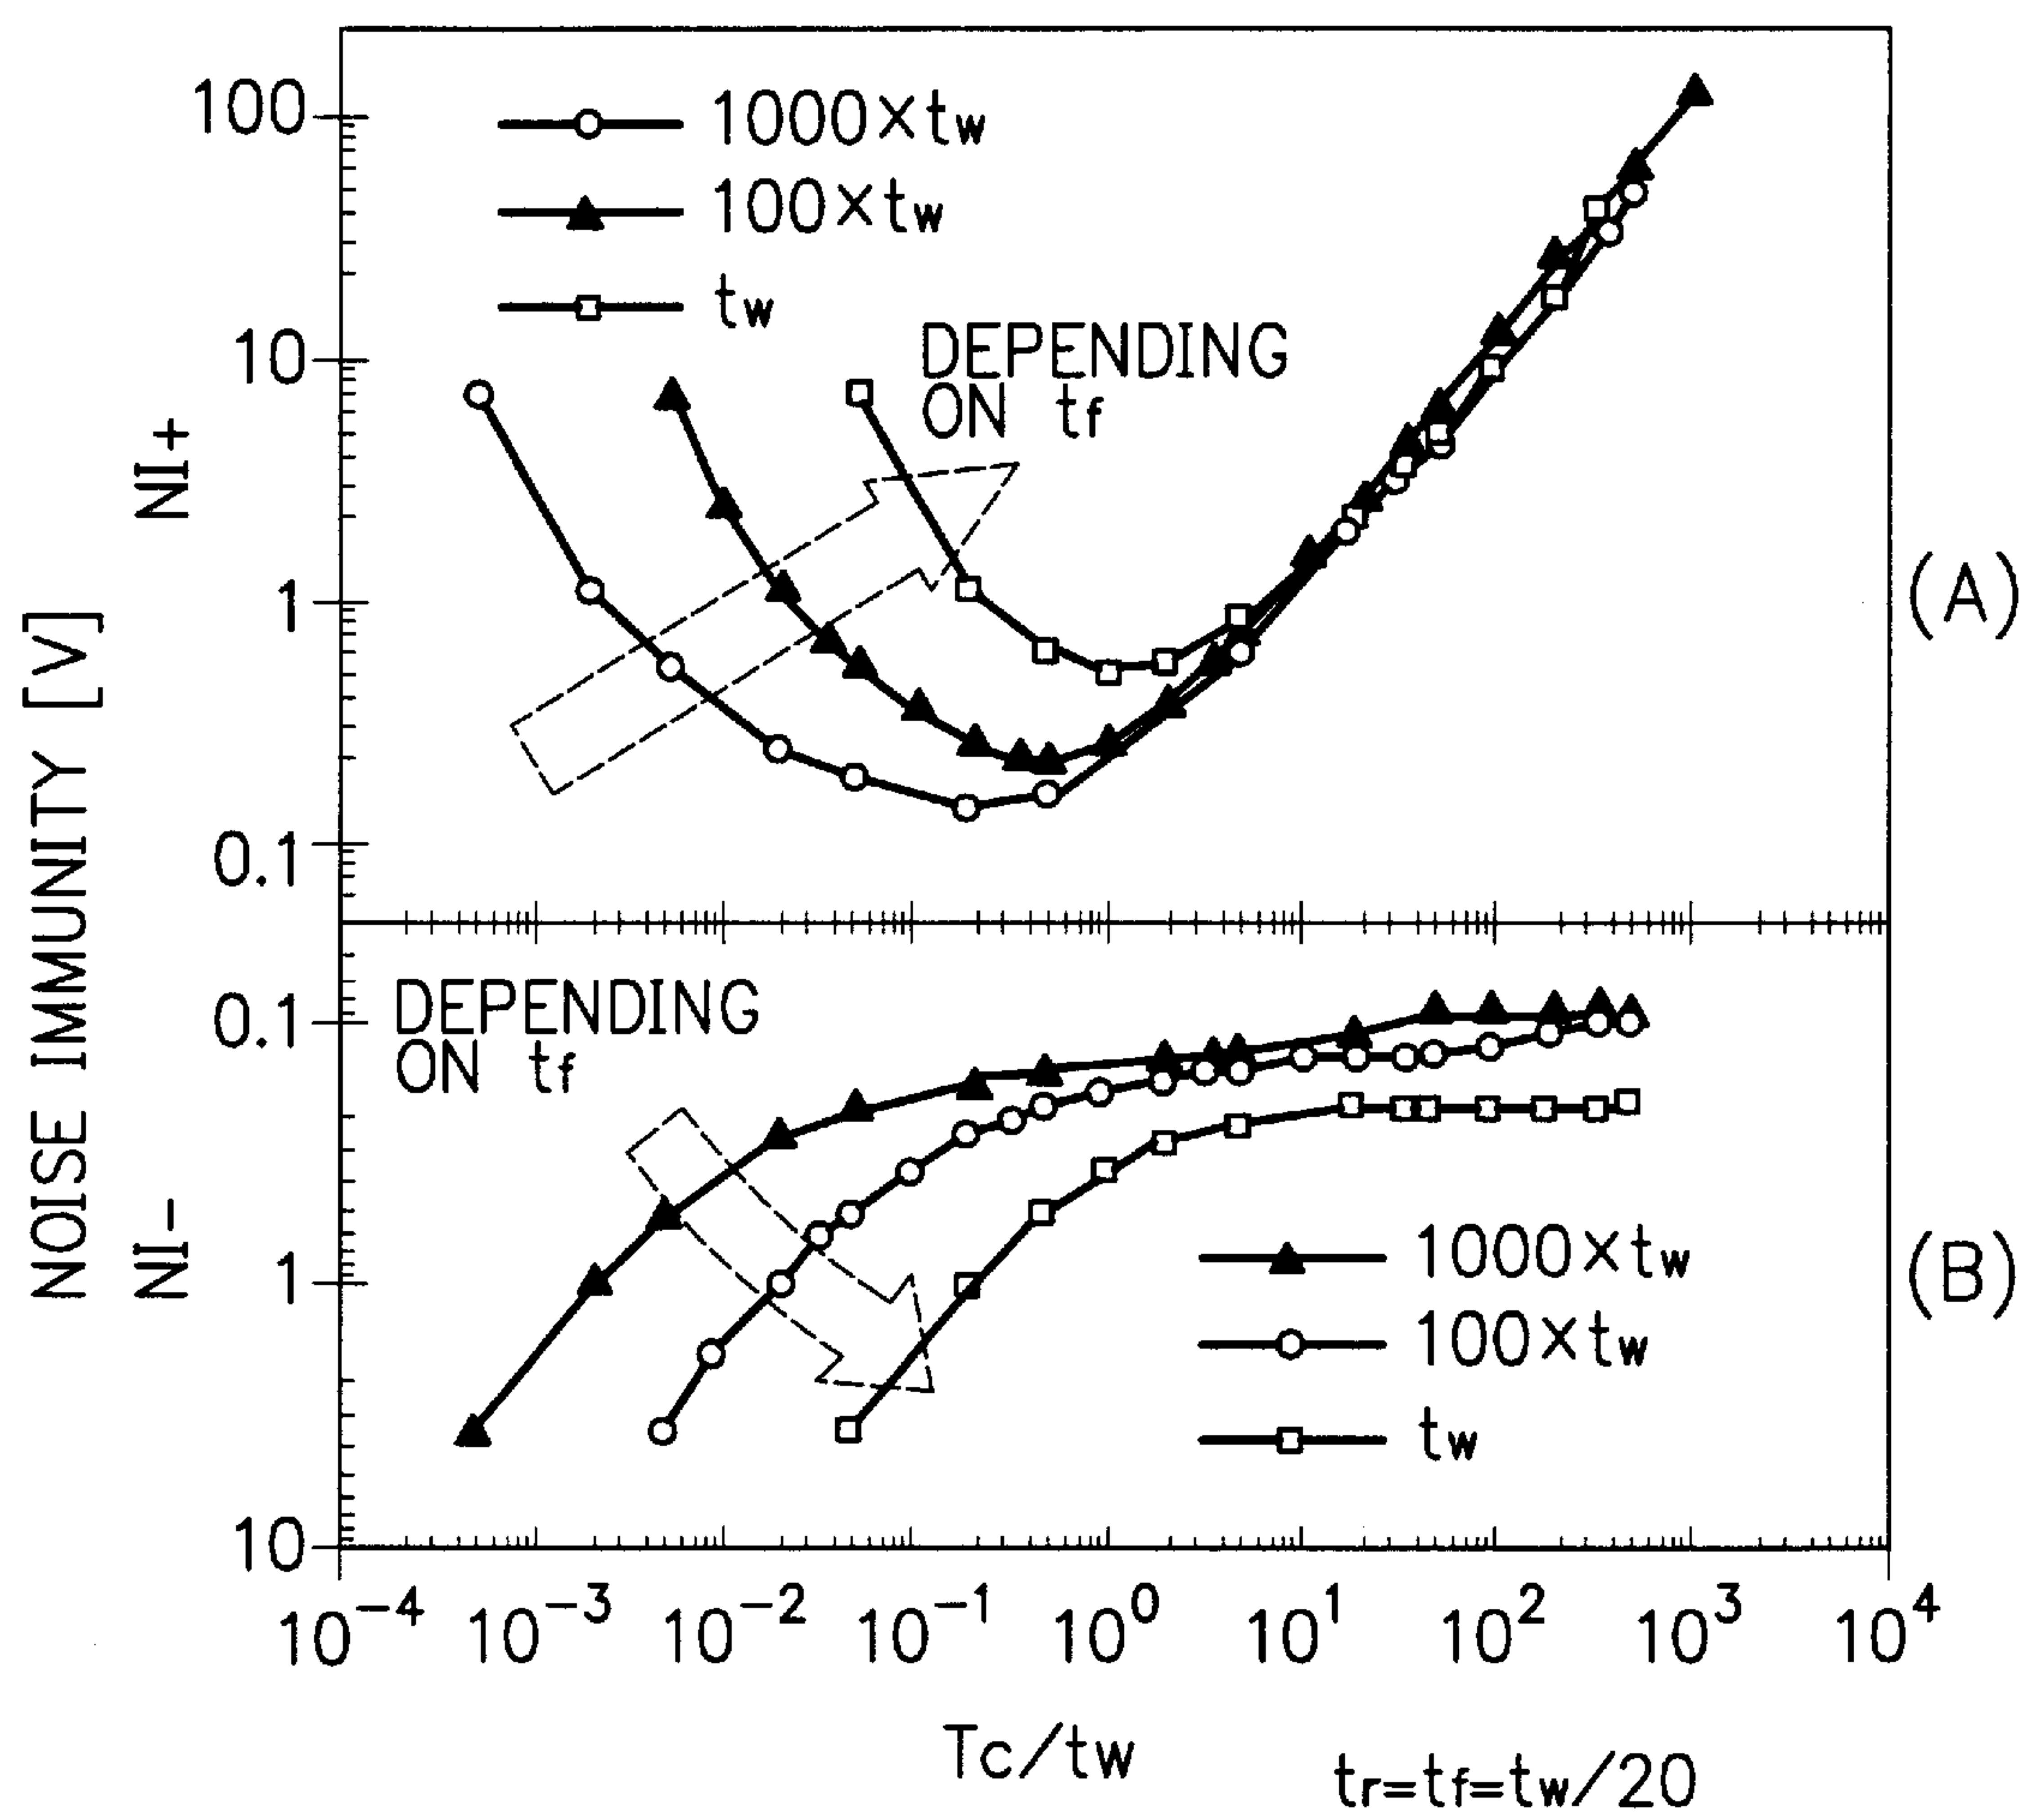 NOISE IMMUNITY [V]
NI+
NI-
100
10
1
0.1
1000×tw
100×tw
tw
DEPENDING
ON tf
(A)
0.1
1
10
DEPENDING
ON tf
1000×tw
100×tw
tw
(B)
10⁻⁴ 10⁻³ 10⁻² 10⁻¹ 10⁰ 10¹ 10² 10³ 10⁴
Tc/tw
tr=tf=tw/20